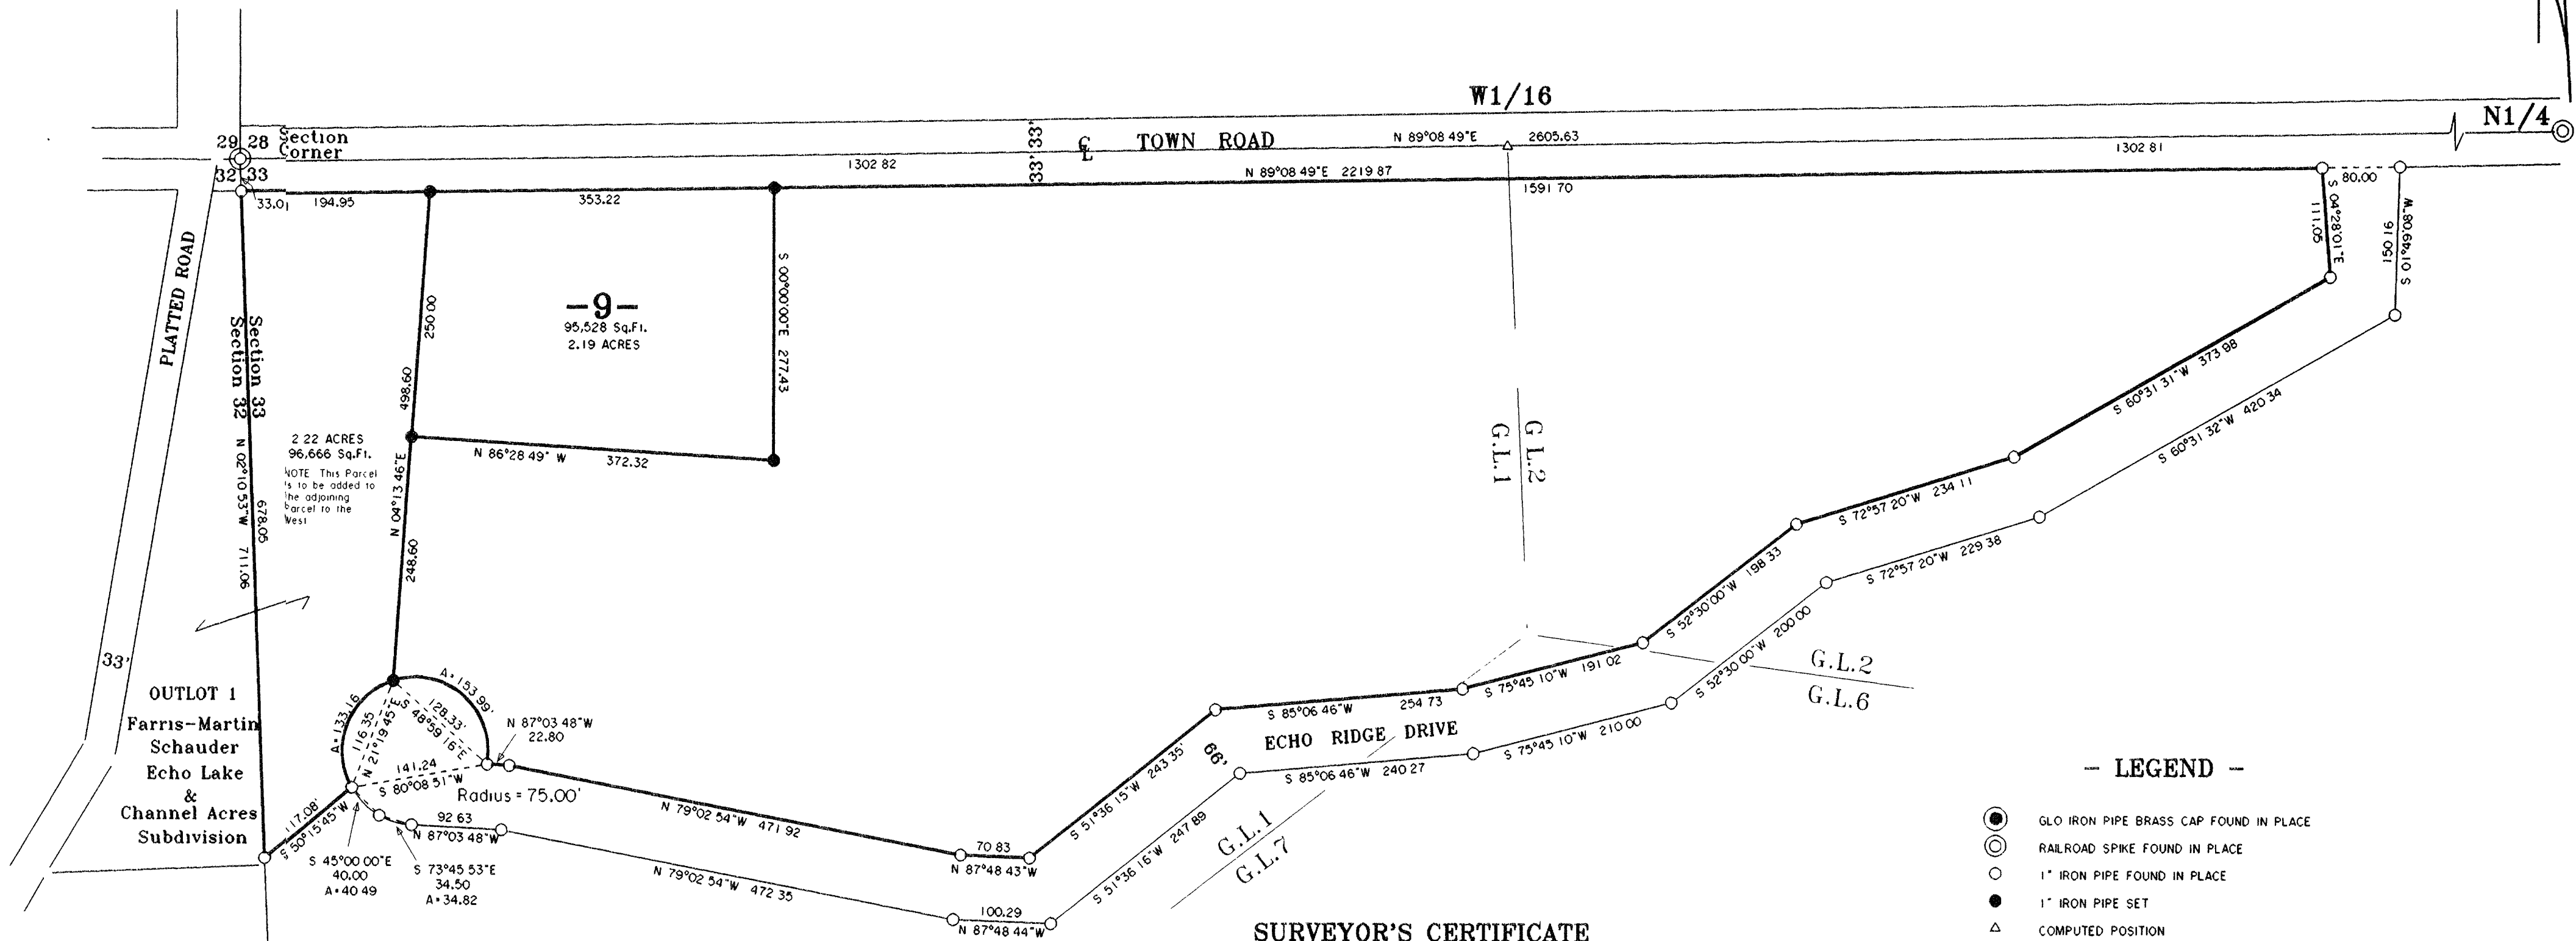 W1/16
N1/4
29 28
Section
Corner
32 33
33' 33'
℄
TOWN ROAD
N 89°08 49"E 2605.63
1302 82
1302 81
N 89°08 49"E 2219 87
1591 70
80.00
33.01
194.95
353.22
S 04°28'01"E
111.05
S 01°49'08"W
150 16
PLATTED ROAD
33'
Section 33
Section 32
N 02°10 53"W 711.06
678.05
250.00
498.60
N 04°13 46"E
248.60
-9-
95,528 Sq.Ft.
2.19 ACRES
S 00°00'00"E 277.43
N 86°28 49" W 372.32
2 22 ACRES
96,666 Sq.Ft.
NOTE This Parcel
is to be added to
the adjoining
Parcel to the
West
G L.2
G.L.1
S 60°31 31"W 373 98
S 60°31 32"W 420 34
S 72°57 20"W 234 11
S 72°57 20"W 229 38
S 52°30'00"W 198 33
S 52°30 00"W 200 00
G.L.2
G.L.6
S 75°45 10"W 191 02
S 75°45 10"W 210 00
S 85°06 46"W 254 73
ECHO RIDGE DRIVE
S 85°06 46"W 240 27
66'
S 51°36 15"W 243 35'
S 51°36 16"W 247 89
G.L.1
G.L.7
OUTLOT 1
Farris-Martin
Schauder
Echo Lake
&
Channel Acres
Subdivision
A=133.16
116.35
N 21°19 45"E
A=153.99'
128.33'
S 48°59 16"E
N 87°03 48"W
22.80
141.24
S 80°08 51"W
Radius = 75.00'
117.08'
S 50°15'45"W
92 63
N 87°03 48"W
S 45°00 00"E
40.00
A=40 49
S 73°45 53"E
34.50
A=34.82
N 79°02 54"W 471 92
N 79°02 54"W 472 35
70 83
N 87°48 43"W
100.29
N 87°48 44"W
SURVEYOR'S CERTIFICATE
- LEGEND -
GLO IRON PIPE BRASS CAP FOUND IN PLACE
RAILROAD SPIKE FOUND IN PLACE
1" IRON PIPE FOUND IN PLACE
1" IRON PIPE SET
COMPUTED POSITION